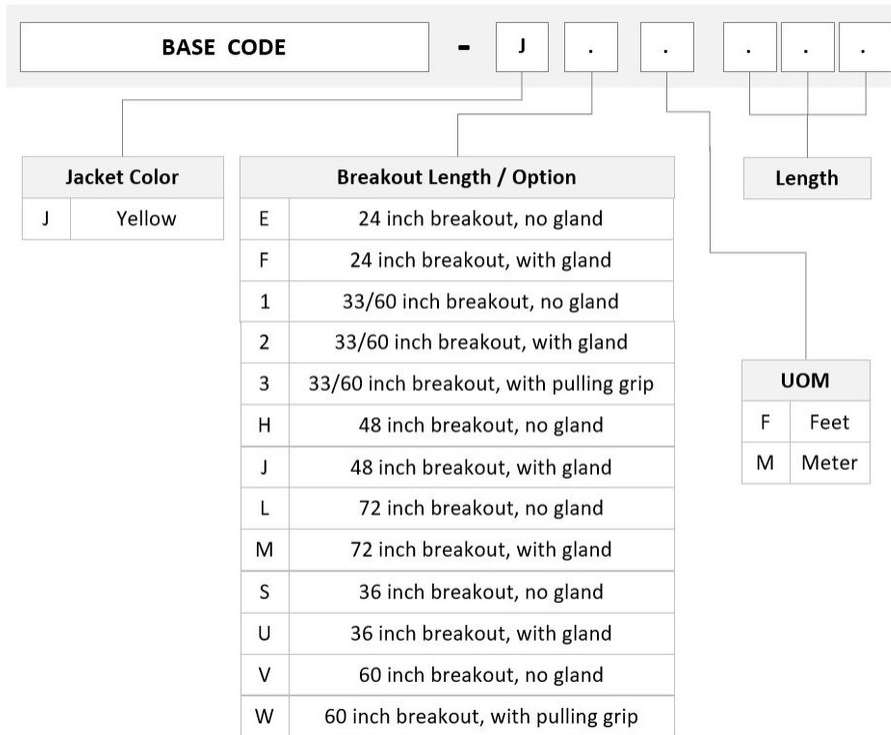 BASE CODE - J . . . . .
Jacket Color
J Yellow
Breakout Length / Option
E 24 inch breakout, no gland
F 24 inch breakout, with gland
1 33/60 inch breakout, no gland
2 33/60 inch breakout, with gland
3 33/60 inch breakout, with pulling grip
H 48 inch breakout, no gland
J 48 inch breakout, with gland
L 72 inch breakout, no gland
M 72 inch breakout, with gland
S 36 inch breakout, no gland
U 36 inch breakout, with gland
V 60 inch breakout, no gland
W 60 inch breakout, with pulling grip
Length
UOM
F Feet
M Meter